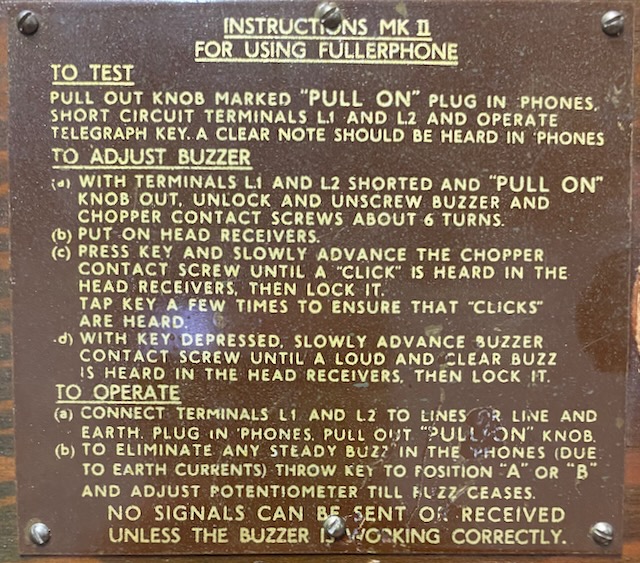 INSTRUCTIONS MK II
FOR USING FULLERPHONE
TO TEST
PULL OUT KNOB MARKED "PULL ON" PLUG IN 'PHONES,
SHORT CIRCUIT TERMINALS L.1 AND L.2 AND OPERATE
TELEGRAPH KEY. A CLEAR NOTE SHOULD BE HEARD IN 'PHONES
TO ADJUST BUZZER
(a) WITH TERMINALS L.1 AND L.2 SHORTED AND "PULL ON"
KNOB OUT, UNLOCK AND UNSCREW BUZZER AND
CHOPPER CONTACT SCREWS ABOUT 6 TURNS.
(b) PUT ON HEAD RECEIVERS.
(c) PRESS KEY AND SLOWLY ADVANCE THE CHOPPER
CONTACT SCREW UNTIL A "CLICK" IS HEARD IN THE
HEAD RECEIVERS, THEN LOCK IT.
TAP KEY A FEW TIMES TO ENSURE THAT "CLICKS"
ARE HEARD.
(d) WITH KEY DEPRESSED, SLOWLY ADVANCE BUZZER
CONTACT SCREW UNTIL A LOUD AND CLEAR BUZZ
IS HEARD IN THE HEAD RECEIVERS, THEN LOCK IT.
TO OPERATE
(a) CONNECT TERMINALS L1 AND L2 TO LINES OR LINE AND
EARTH. PLUG IN 'PHONES. PULL OUT "PULL ON" KNOB.
(b) TO ELIMINATE ANY STEADY BUZZ IN THE 'PHONES (DUE
TO EARTH CURRENTS) THROW KEY TO POSITION "A" OR "B"
AND ADJUST POTENTIOMETER TILL BUZZ CEASES.
NO SIGNALS CAN BE SENT OR RECEIVED
UNLESS THE BUZZER IS WORKING CORRECTLY.